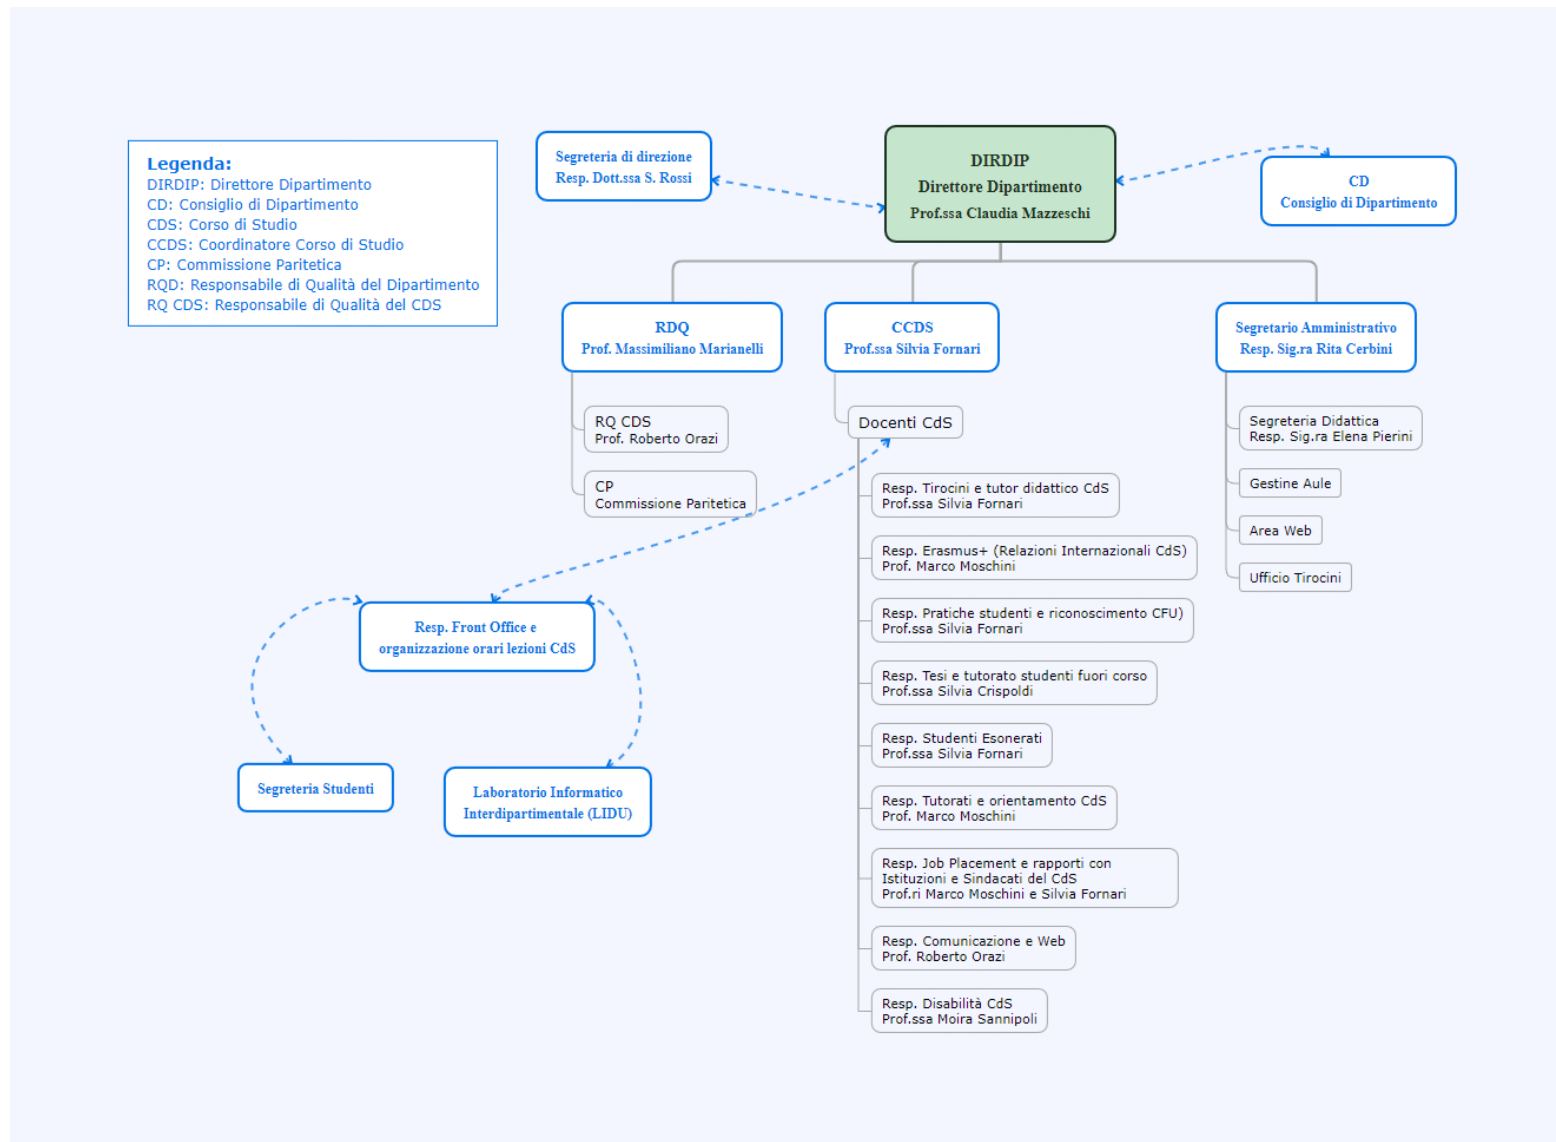 Legenda:
DIRDIP: Direttore Dipartimento
CD: Consiglio di Dipartimento
CDS: Corso di Studio
CCDS: Coordinatore Corso di Studio
CP: Commissione Paritetica
RQD: Responsabile di Qualità del Dipartimento
RQ CDS: Responsabile di Qualità del CDS
Segreteria di direzione
Resp. Dott.ssa S. Rossi
DIRDIP
Direttore Dipartimento
Prof.ssa Claudia Mazzeschi
CD
Consiglio di Dipartimento
RDQ
Prof. Massimiliano Marianelli
CCDS
Prof.ssa Silvia Fornari
Segretario Amministrativo
Resp. Sig.ra Rita Cerbini
RQ CDS
Prof. Roberto Orazi
CP
Commissione Paritetica
Docenti CdS
Resp. Tirocini e tutor didattico CdS
Prof.ssa Silvia Fornari
Resp. Erasmus+ (Relazioni Internazionali CdS)
Prof. Marco Moschini
Resp. Pratiche studenti e riconoscimento CFU)
Prof.ssa Silvia Fornari
Resp. Tesi e tutorato studenti fuori corso
Prof.ssa Silvia Crispoldi
Resp. Studenti Esonerati
Prof.ssa Silvia Fornari
Resp. Tutorati e orientamento CdS
Prof. Marco Moschini
Resp. Job Placement e rapporti con
Istituzioni e Sindacati del CdS
Prof.ri Marco Moschini e Silvia Fornari
Resp. Comunicazione e Web
Prof. Roberto Orazi
Resp. Disabilità CdS
Prof.ssa Moira Sannipoli
Segreteria Didattica
Resp. Sig.ra Elena Pierini
Gestine Aule
Area Web
Ufficio Tirocini
Resp. Front Office e
organizzazione orari lezioni CdS
Segreteria Studenti
Laboratorio Informatico
Interdipartimentale (LIDU)